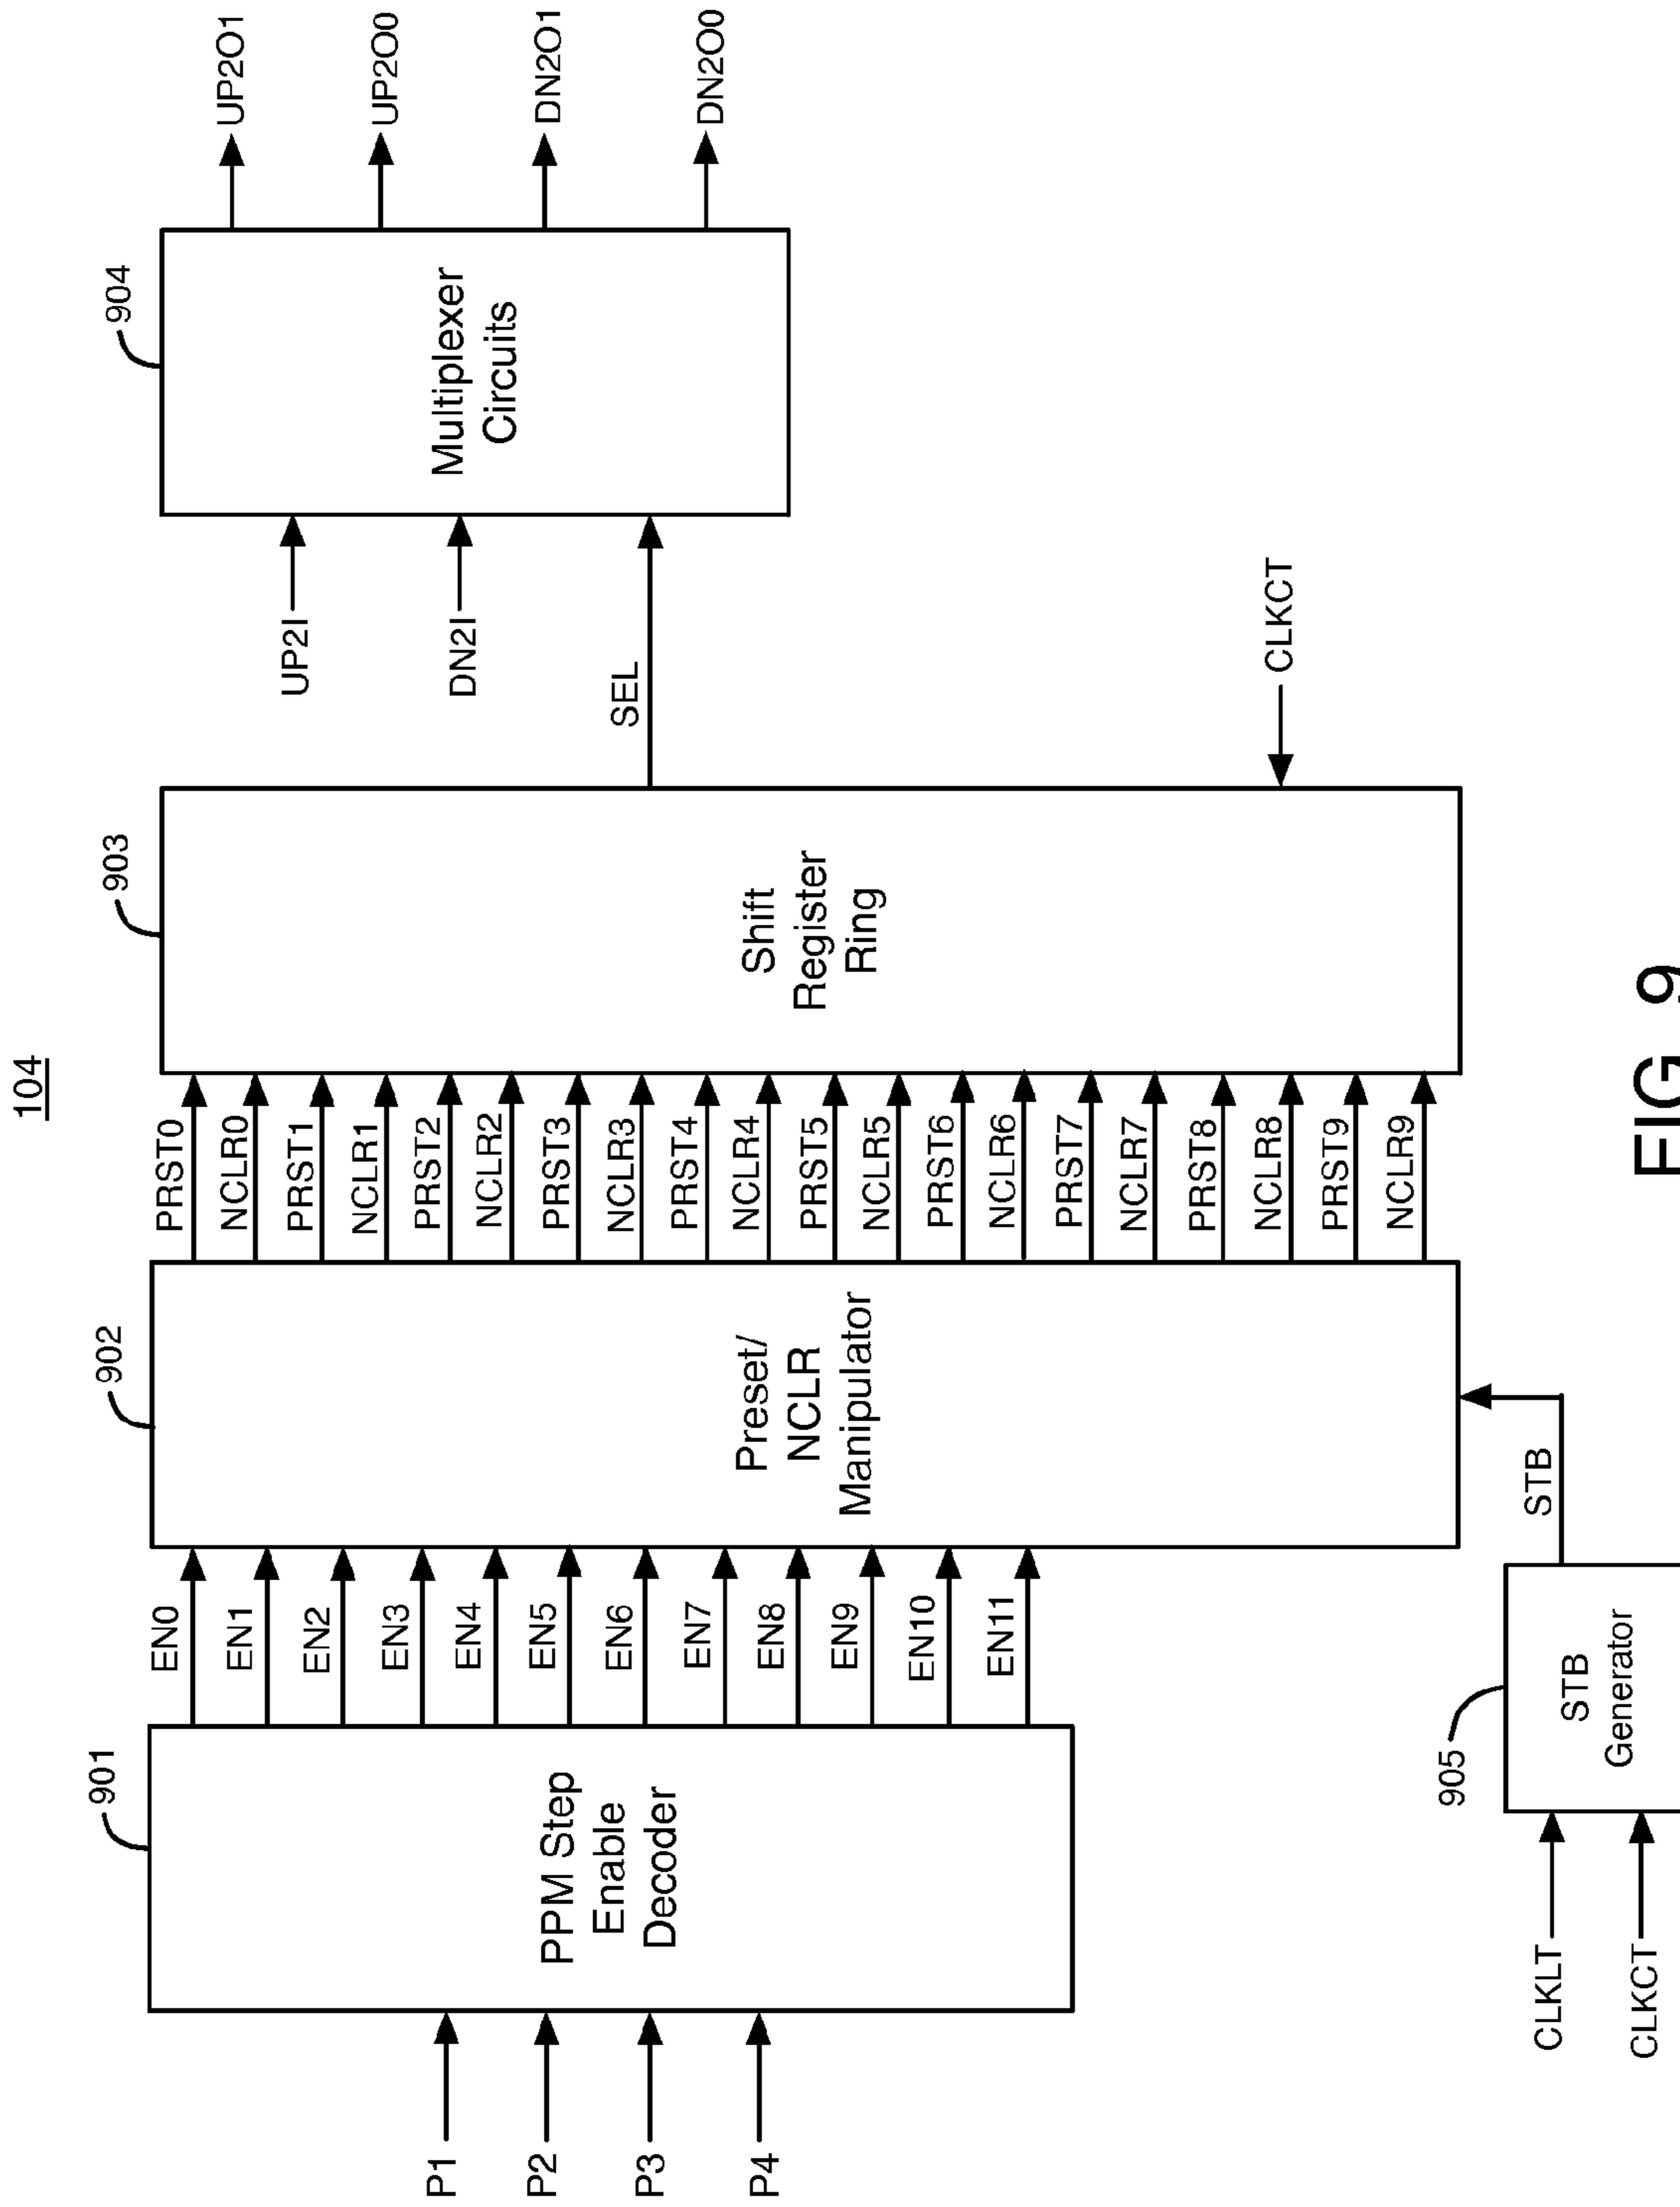 104
901
PPM Step
Enable
Decoder
P1
P2
P3
P4
EN0
EN1
EN2
EN3
EN4
EN5
EN6
EN7
EN8
EN9
EN10
EN11
902
Preset/
NCLR
Manipulator
PRST0
NCLR0
PRST1
NCLR1
PRST2
NCLR2
PRST3
NCLR3
PRST4
NCLR4
PRST5
NCLR5
PRST6
NCLR6
PRST7
NCLR7
PRST8
NCLR8
PRST9
NCLR9
903
Shift
Register
Ring
SEL
CLKCT
904
Multiplexer
Circuits
UP2I
DN2I
UP2O1
UP2O0
DN2O1
DN2O0
905
STB
Generator
CLKLT
CLKCT
STB
FIG. 9